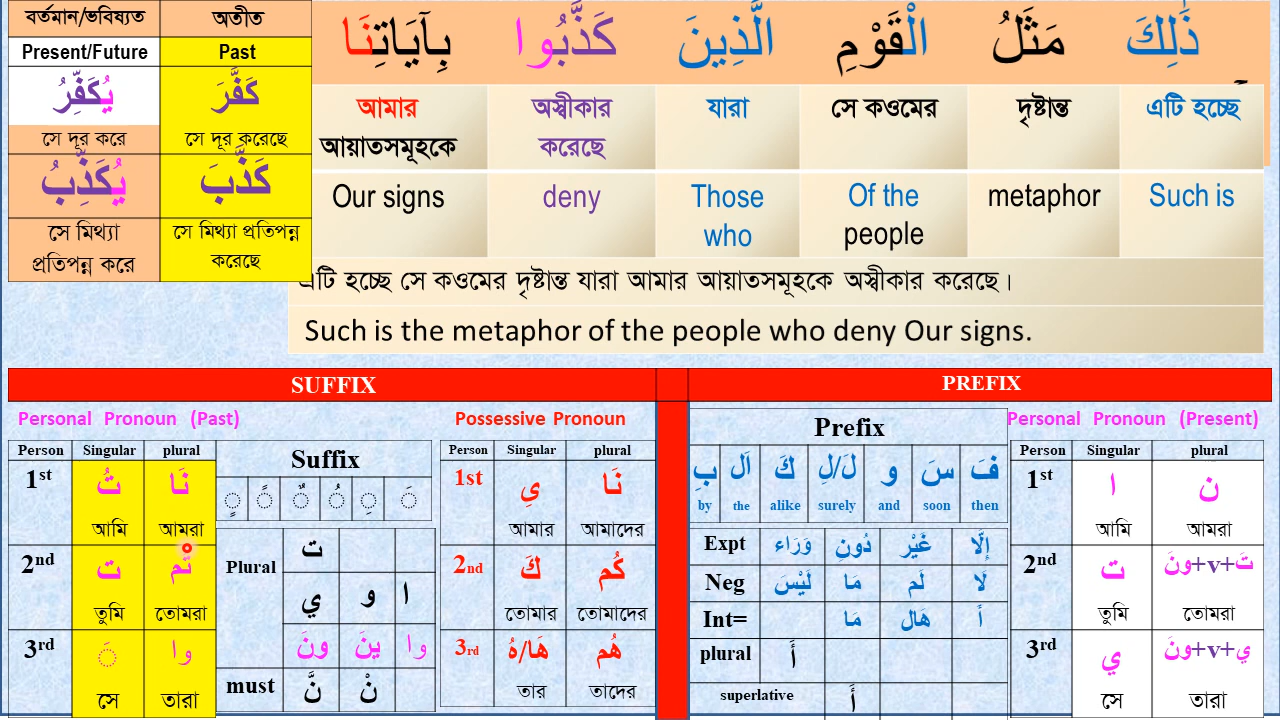 বর্তমান/ভবিষ্যত অতীত
Present/Future Past
يُكَفِّرُ كَفَّرَ
সে দূর করে সে দূর করেছে
يُكَذِّبُ كَذَّبَ
সে মিথ্যা প্রতিপন্ন করে সে মিথ্যা প্রতিপন্ন করেছে
ذَٰلِكَ مَثَلُ الْقَوْمِ الَّذِينَ كَذَّبُوا بِآيَاتِنَا
আমার আয়াতসমূহকে অস্বীকার করেছে যারা সে কওমের দৃষ্টান্ত এটি হচ্ছে
Our signs deny Those who Of the people metaphor Such is
এটি হচ্ছে সে কওমের দৃষ্টান্ত যারা আমার আয়াতসমূহকে অস্বীকার করেছে।
Such is the metaphor of the people who deny Our signs.
SUFFIX
Personal Pronoun (Past)
Person Singular plural
1st تُ نَا
আমি আমরা
2nd ت
তুমি তোমরা
3rd وا
সে তারা
Suffix
Plural ت
ي و ا
ونَ ينَ وا
must نَّ نْ
Possessive Pronoun
Person Singular plural
1st ي نَا
আমার আমাদের
2nd كَ كُم
তোমার তোমাদের
3rd هَا/هُ هُم
তার তাদের
PREFIX
Prefix
بِ اَل كَ لَ/لِ و سَ فَ
by the alike surely and soon then
Expt وَرَاء دُونِ غَيْر إِلَّا
Neg لَيْسَ مَا لَم لَا
Int= مَا هَال أَ
plural أَ
superlative أَ
Personal Pronoun (Present)
Person Singular plural
1st ا ن
আমি আমরা
2nd ت تَ+v+ونَ
তুমি তোমরা
3rd ي ي+v+ونَ
সে তারা